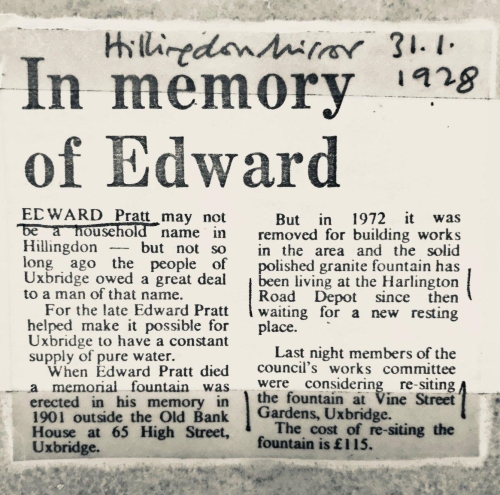 Hillingdon Mirror 31.1.
1928
In memory
of Edward
EDWARD Pratt may not
be a household name in
Hillingdon — but not so
long ago the people of
Uxbridge owed a great deal
to a man of that name.
For the late Edward Pratt
helped make it possible for
Uxbridge to have a constant
supply of pure water.
When Edward Pratt died
a memorial fountain was
erected in his memory in
1901 outside the Old Bank
House at 65 High Street,
Uxbridge.
But in 1972 it was
removed for building works
in the area and the solid
polished granite fountain has
been living at the Harlington
Road Depot since then
waiting for a new resting
place.
Last night members of the
council's works committee
were considering re-siting
the fountain at Vine Street
Gardens, Uxbridge.
The cost of re-siting the
fountain is £115.